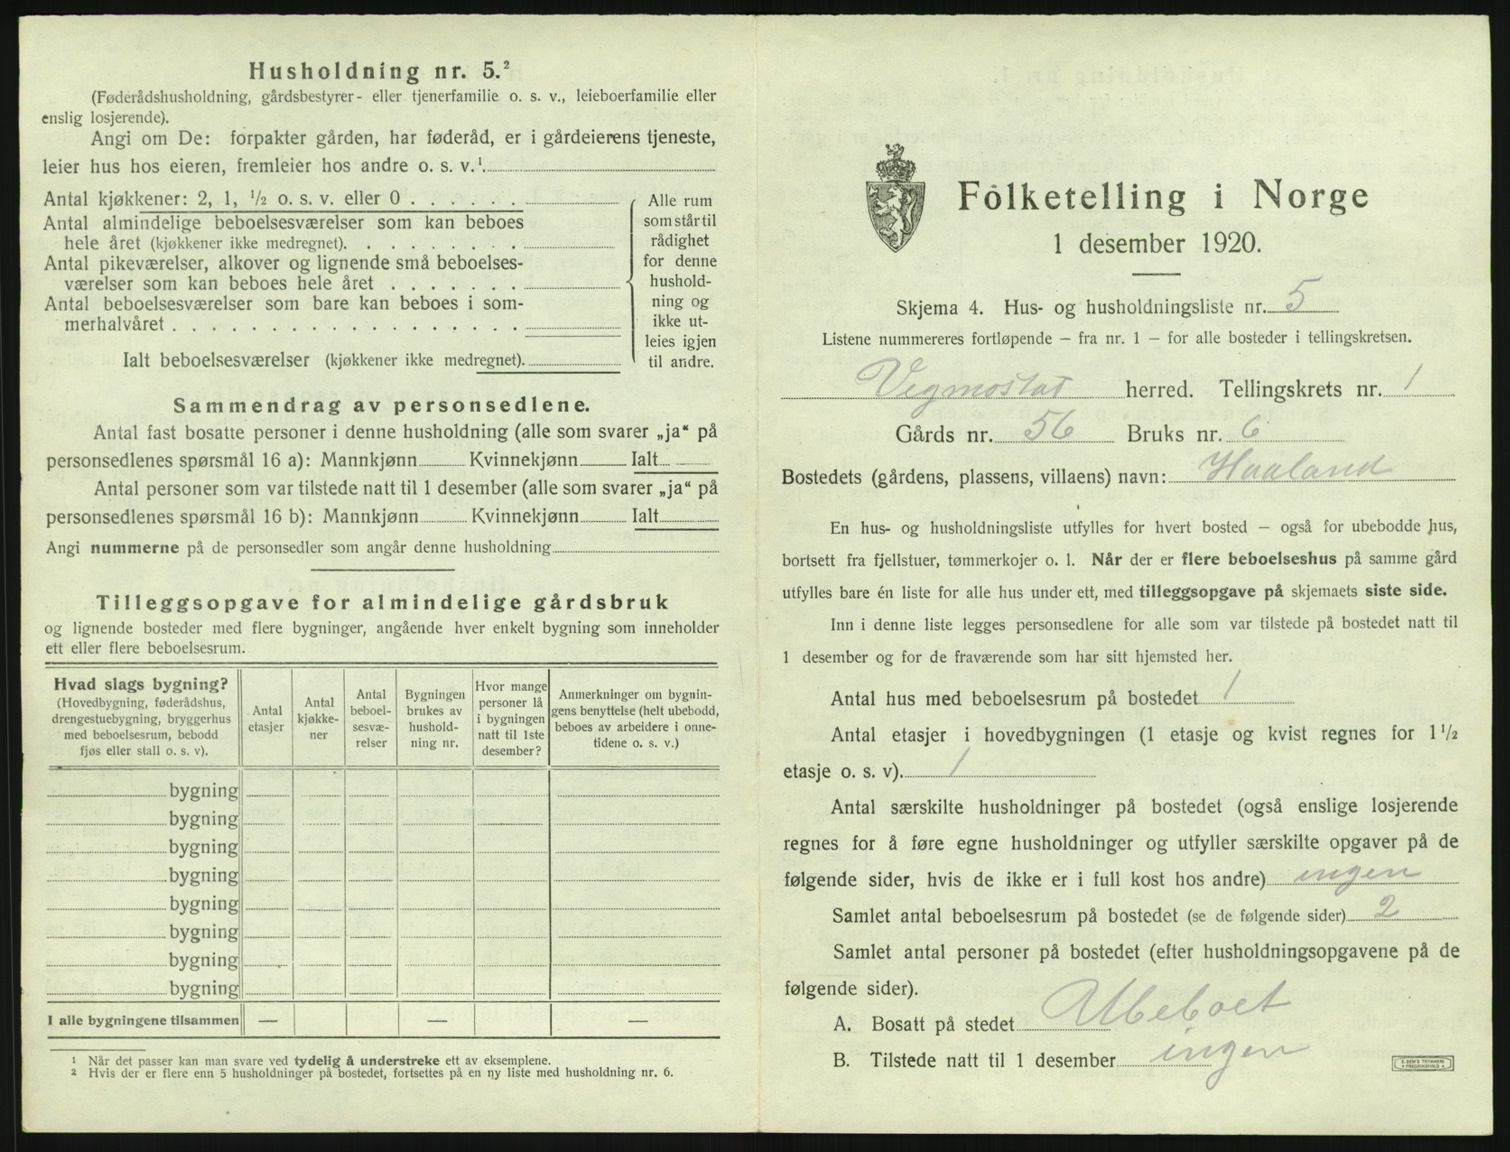 Husholdning nr. 5.²
(Føderådshusholdning, gårdsbestyrer- eller tjenerfamilie o. s. v., leieboerfamilie eller
enslig losjerende).
Angi om De: forpakter gården, har føderåd, er i gårdeierens tjeneste,
leier hus hos eieren, fremleier hos andre o. s. v.¹
Antal kjøkkener: 2, 1, ½ o. s. v. eller 0
Antal almindelige beboelsesværelser som kan beboes
hele året (kjøkkener ikke medregnet).
Antal pikeværelser, alkover og lignende små beboelses-
værelser som kan beboes hele året
Antal beboelsesværelser som bare kan beboes i som-
merhalvåret
Ialt beboelsesværelser (kjøkkener ikke medregnet).
Alle rum
som står til
rådighet
for denne
hushold-
ning og
ikke ut-
leies igjen
til andre.
Sammendrag av personsedlene.
Antal fast bosatte personer i denne husholdning (alle som svarer „ja“ på
personsedlenes spørsmål 16 a): Mannkjønn Kvinnekjønn Ialt
Antal personer som var tilstede natt til 1 desember (alle som svarer „ja“ på
personsedlenes spørsmål 16 b): Mannkjønn Kvinnekjønn Ialt
Angi nummerne på de personsedler som angår denne husholdning
Tilleggsopgave for almindelige gårdsbruk
og lignende bosteder med flere bygninger, angående hver enkelt bygning som inneholder
ett eller flere beboelsesrum.
Hvad slags bygning?
(Hovedbygning, føderådshus,
drengestuebygning, bryggerhus
med beboelsesrum, bebodd
fjøs eller stall o. s. v).
Antal
etasjer
Antal
kjøkke-
ner
Antal
beboel-
sesvæ-
relser
Bygningen
brukes av
hushold-
ning nr.
Hvor mange
personer lå
i bygningen
natt til 1ste
desember?
Anmerkninger om bygnin-
gens benyttelse (helt ubebodd,
beboes av arbeidere i onne-
tidene o. s. v.)
bygning
bygning
bygning
bygning
bygning
bygning
bygning
bygning
I alle bygningene tilsammen — — —
¹ Når det passer kan man svare ved tydelig å understreke ett av eksemplene.
² Hvis der er flere enn 5 husholdninger på bostedet, fortsettes på en ny liste med husholdning nr. 6.
Folketelling i Norge
1 desember 1920.
Skjema 4. Hus- og husholdningsliste nr. 5
Listene nummereres fortløpende – fra nr. 1 – for alle bosteder i tellingskretsen.
Vegmostad herred. Tellingskrets nr. 1
Gårds nr. 56 Bruks nr. 6
Bostedets (gårdens, plassens, villaens) navn: Haaland
En hus- og husholdningsliste utfylles for hvert bosted – også for ubebodde hus,
bortsett fra fjellstuer, tømmerkojer o. l. Når der er flere beboelseshus på samme gård
utfylles bare én liste for alle hus under ett, med tilleggsopgave på skjemaets siste side.
Inn i denne liste legges personsedlene for alle som var tilstede på bostedet natt til
1 desember og for de fraværende som har sitt hjemsted her.
Antal hus med beboelsesrum på bostedet 1
Antal etasjer i hovedbygningen (1 etasje og kvist regnes for 1½
etasje o. s. v). 1
Antal særskilte husholdninger på bostedet (også enslige losjerende
regnes for å føre egne husholdninger og utfyller særskilte opgaver på de
følgende sider, hvis de ikke er i full kost hos andre) ingen
Samlet antal beboelsesrum på bostedet (se de følgende sider) 2
Samlet antal personer på bostedet (efter husholdningsopgavene på de
følgende sider).
A. Bosatt på stedet Ubeboet
B. Tilstede natt til 1 desember ingen